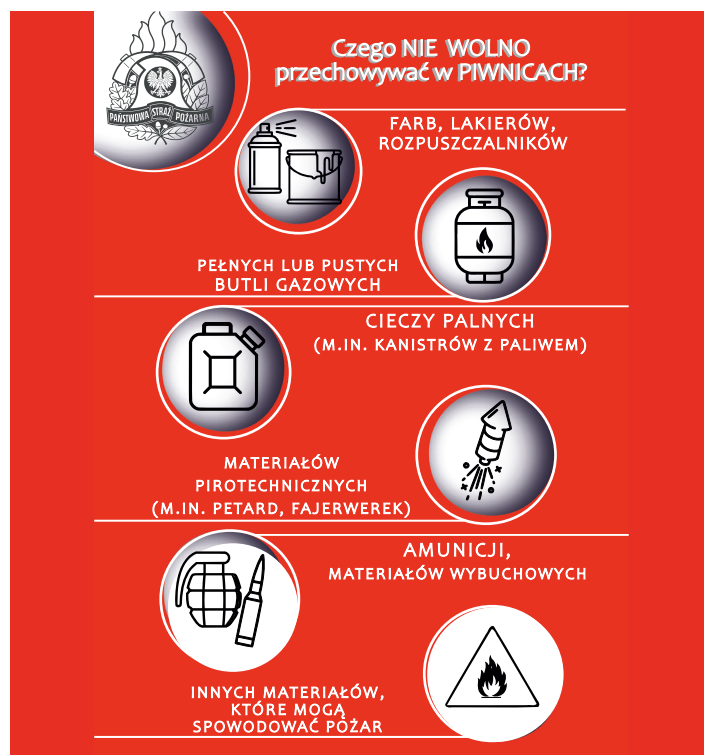 PAŃSTWOWA STRAŻ POŻARNA
Czego NIE WOLNO
przechowywać w PIWNICACH?
FARB, LAKIERÓW,
ROZPUSZCZALNIKÓW
PEŁNYCH LUB PUSTYCH
BUTLI GAZOWYCH
CIECZY PALNYCH
(M.IN. KANISTRÓW Z PALIWEM)
MATERIAŁÓW
PIROTECHNICZNYCH
(M.IN. PETARD, FAJERWEREK)
AMUNICJI,
MATERIAŁÓW WYBUCHOWYCH
INNYCH MATERIAŁÓW,
KTÓRE MOGĄ
SPOWODOWAĆ PÓŻAR